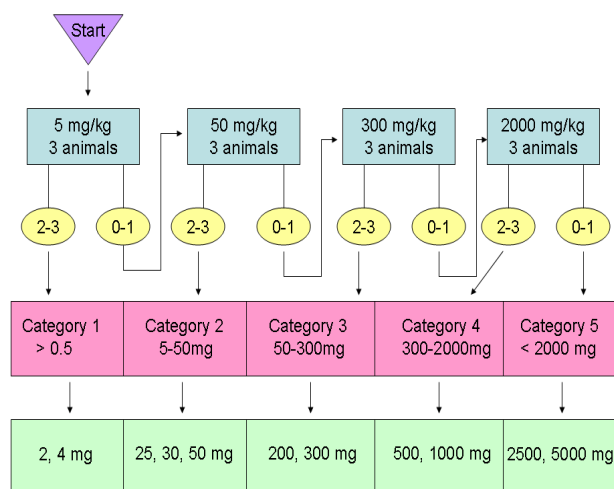 Start
5 mg/kg
3 animals
50 mg/kg
3 animals
300 mg/kg
3 animals
2000 mg/kg
3 animals
2-3
0-1
2-3
0-1
2-3
0-1
2-3
0-1
Category 1
> 0.5
Category 2
5-50mg
Category 3
50-300mg
Category 4
300-2000mg
Category 5
< 2000 mg
2, 4 mg
25, 30, 50 mg
200, 300 mg
500, 1000 mg
2500, 5000 mg